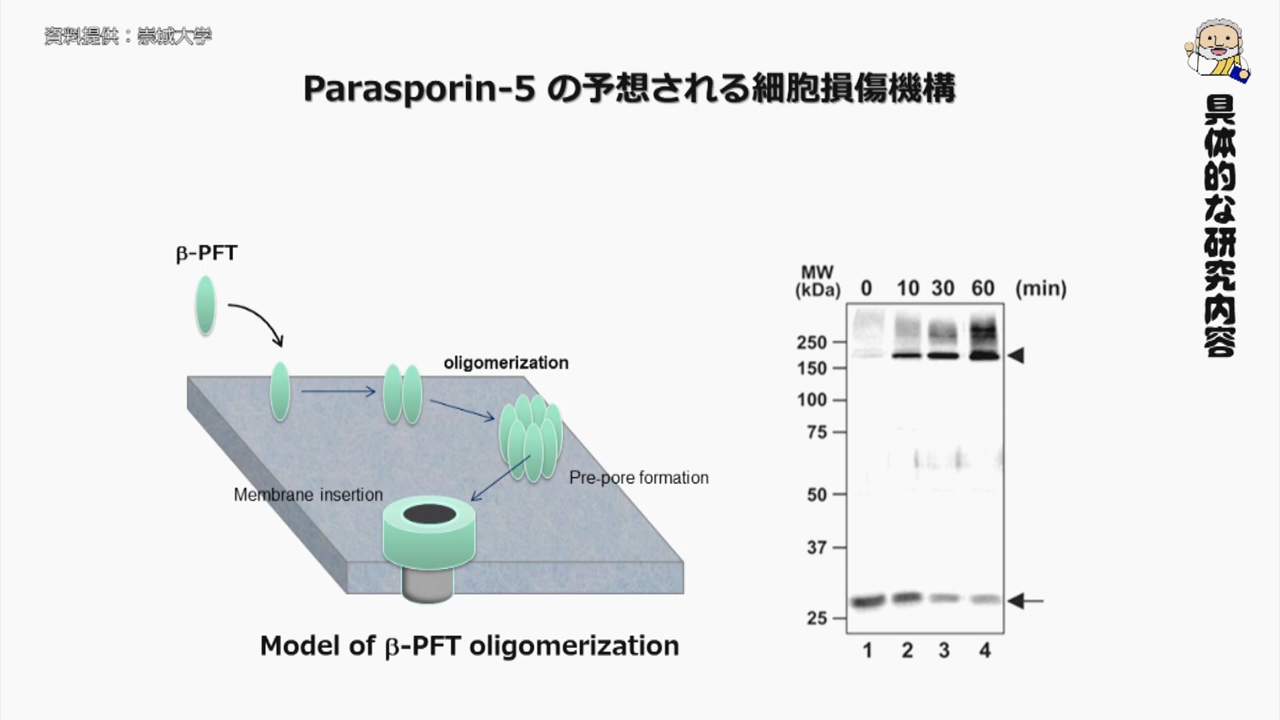 資料提供：崇城大学
Parasporin-5 の予想される細胞損傷機構
具体的な研究内容
β-PFT
oligomerization
Pre-pore formation
Membrane insertion
Model of β-PFT oligomerization
MW
(kDa)
0 10 30 60 (min)
250
150
100
75
50
37
25
1 2 3 4